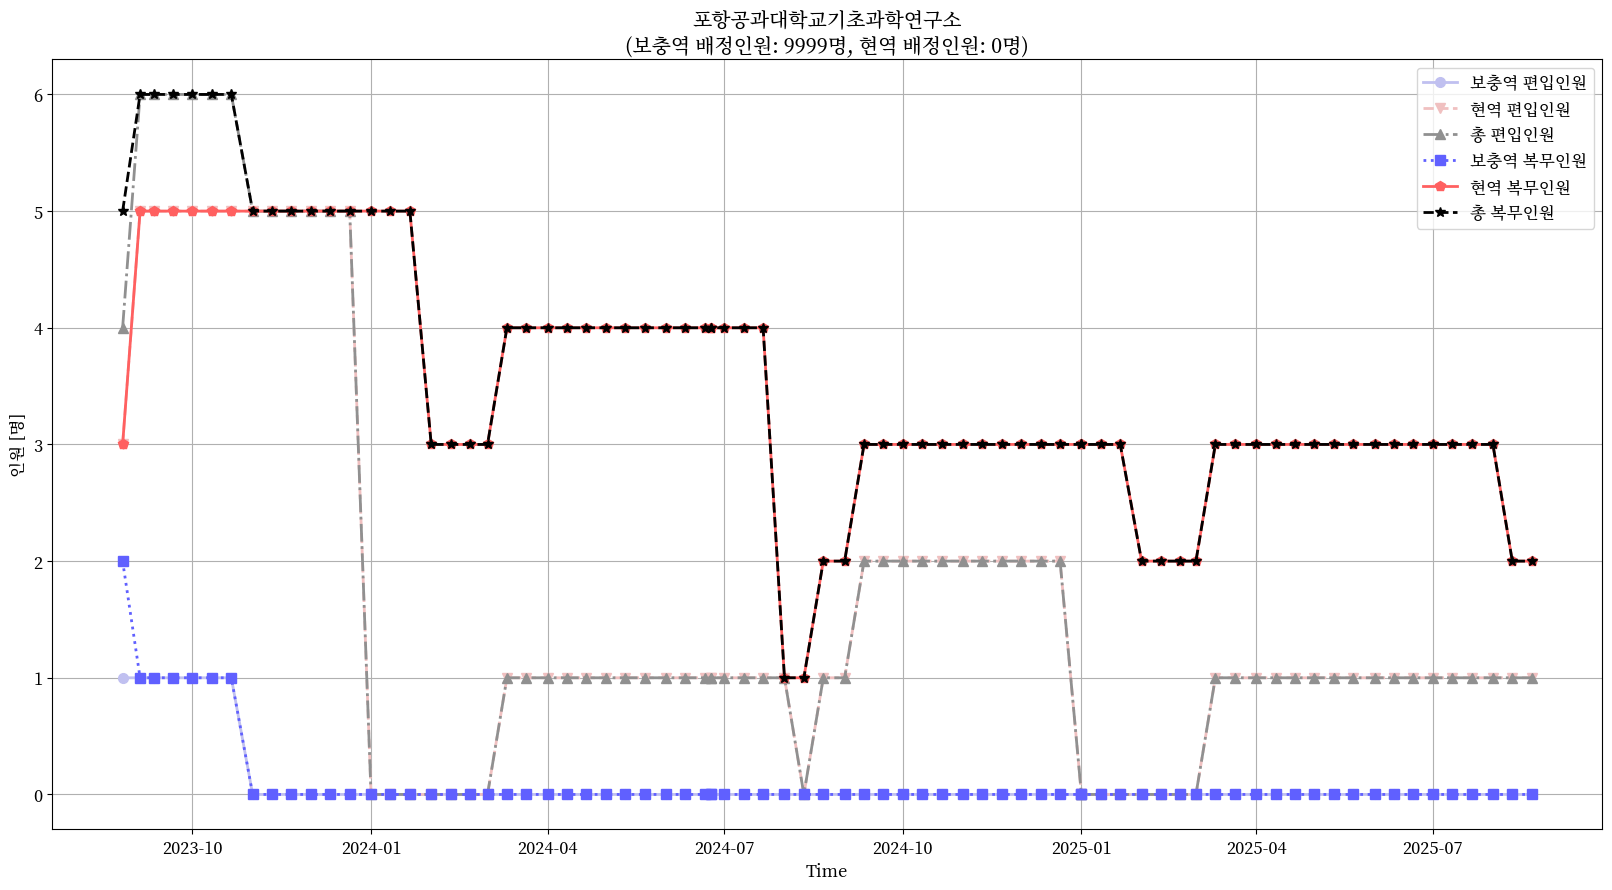 포항공과대학교기초과학연구소
(보충역 배정인원: 9999명, 현역 배정인원: 0명)
보충역 편입인원
현역 편입인원
총 편입인원
보충역 복무인원
현역 복무인원
총 복무인원
인원 [명]
6
5
4
3
2
1
0
2023-10
2024-01
2024-04
2024-07
2024-10
2025-01
2025-04
2025-07
Time